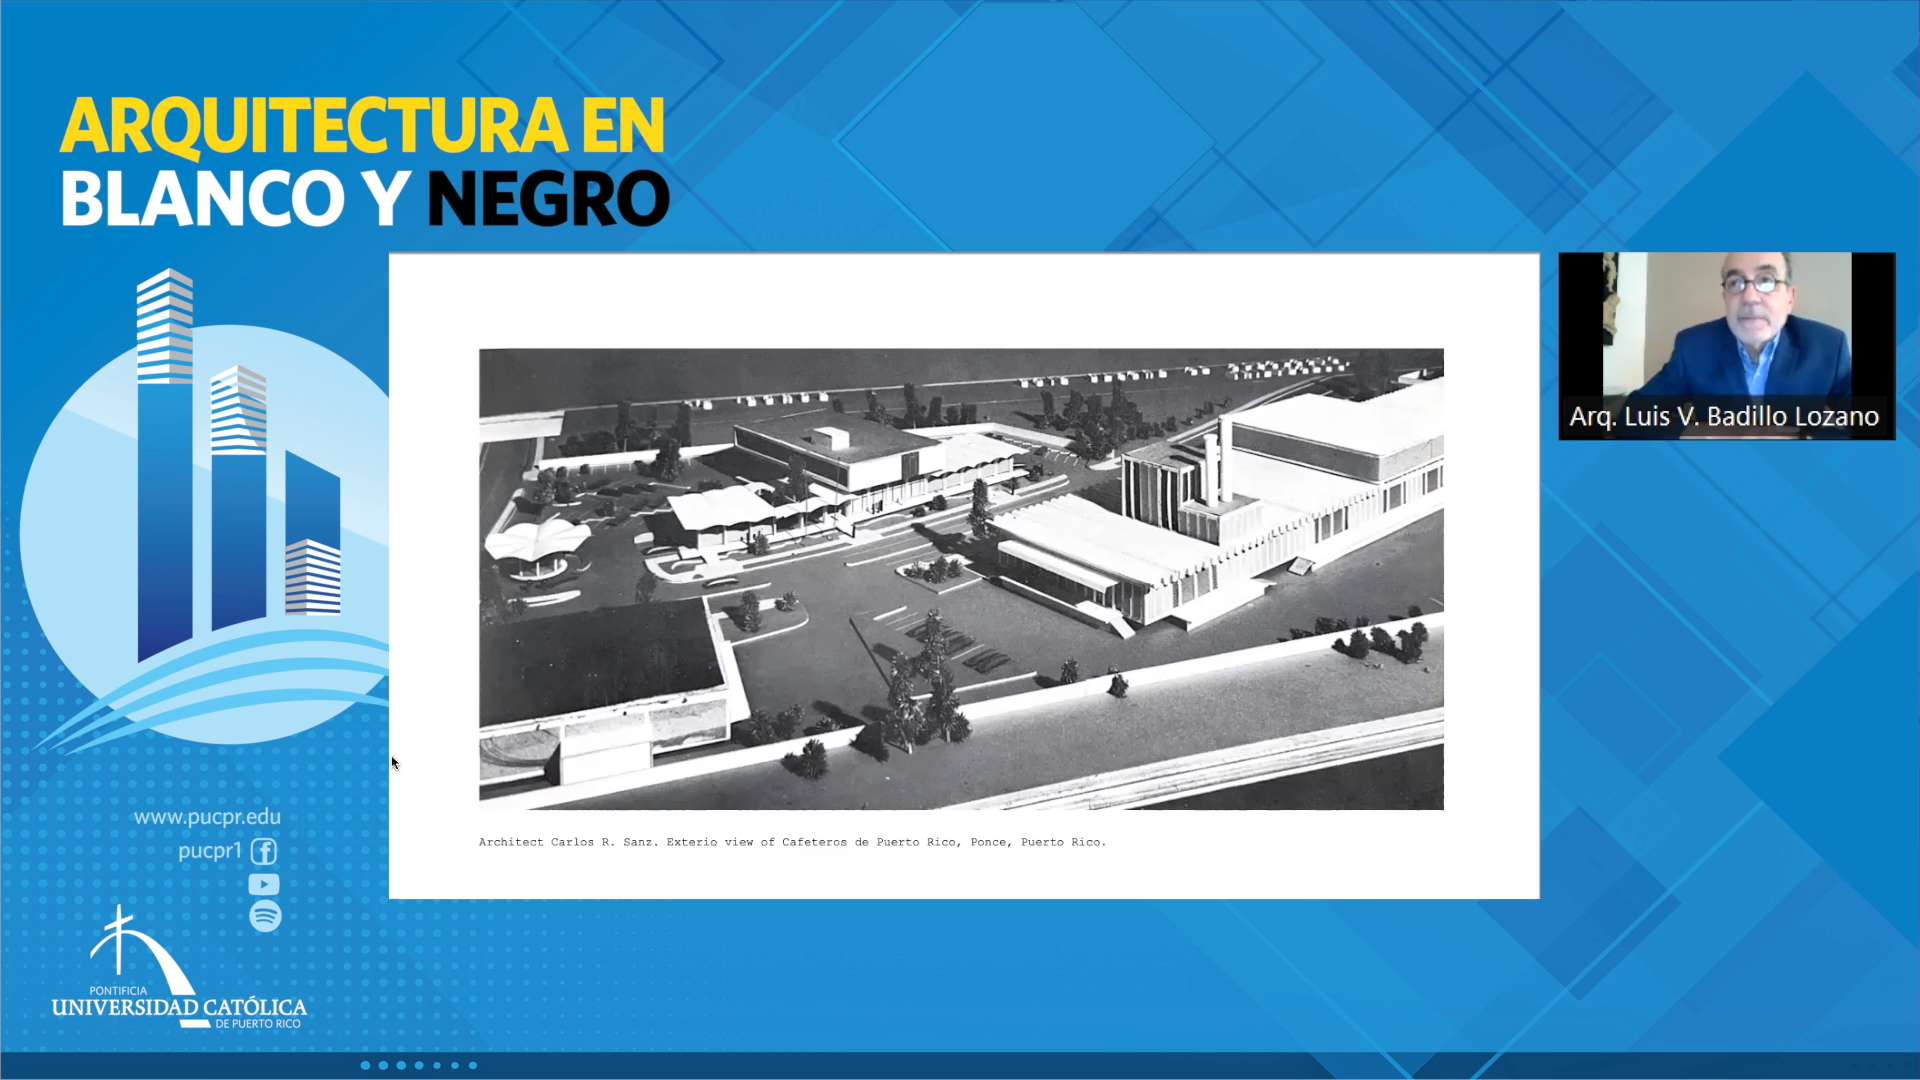 ARQUITECTURA EN
BLANCO Y NEGRO
Arq. Luis V. Badillo Lozano
Architect Carlos R. Sanz. Exterio view of Cafeteros de Puerto Rico, Ponce, Puerto Rico.
www.pucpr.edu
pucpr1
PONTIFICIA
UNIVERSIDAD CATÓLICA
DE PUERTO RICO